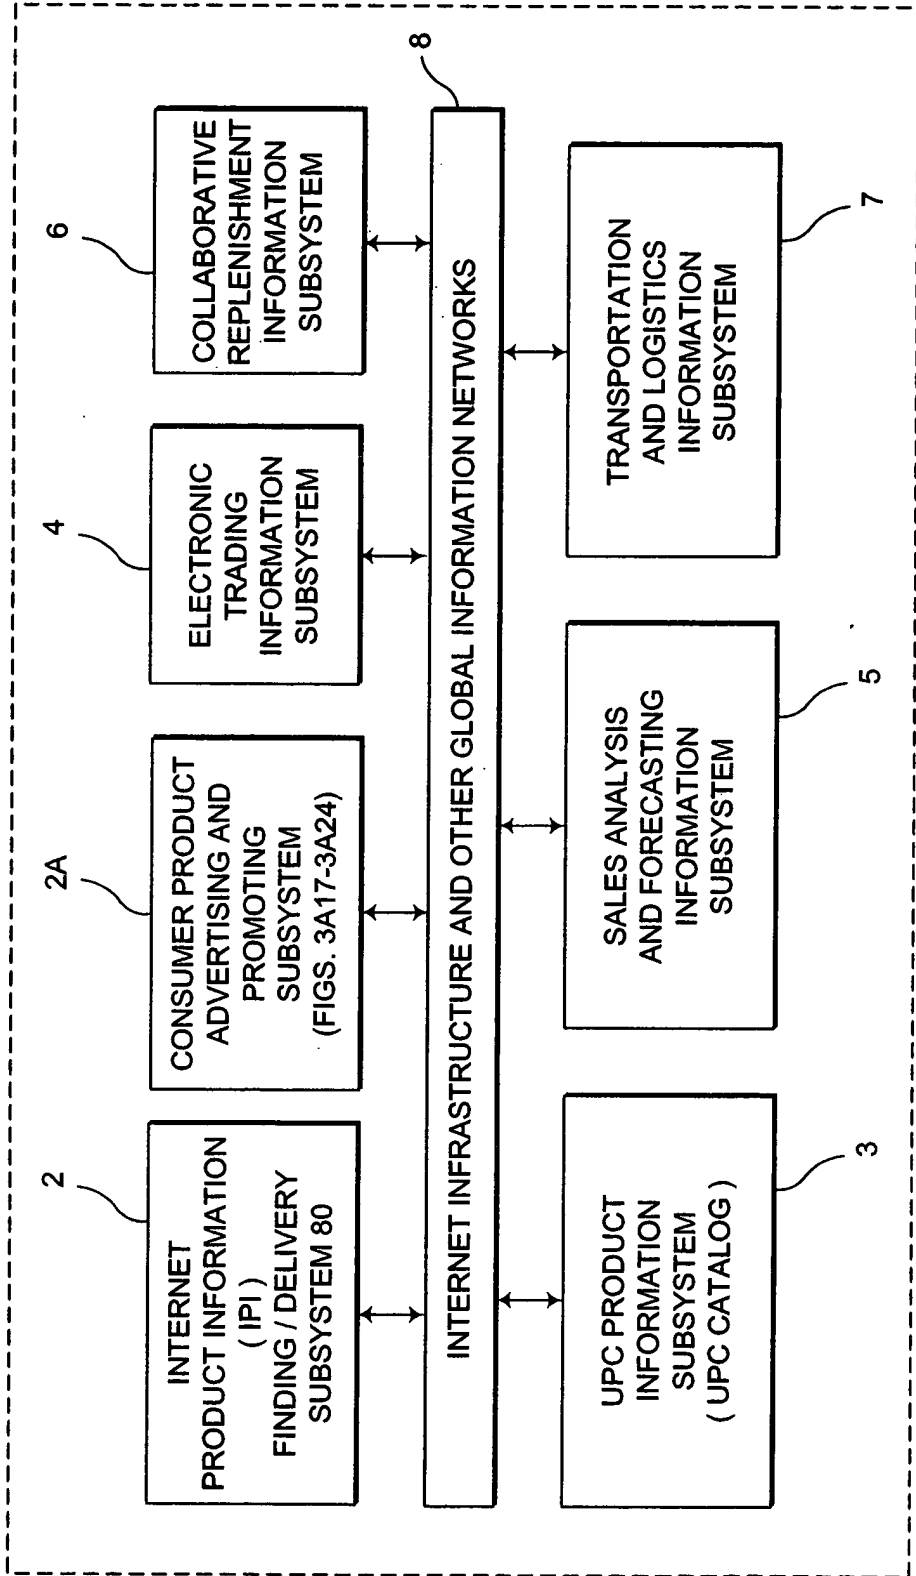 2
INTERNET
PRODUCT INFORMATION
( IPI )
FINDING / DELIVERY
SUBSYSTEM 80
2A
CONSUMER PRODUCT
ADVERTISING AND
PROMOTING
SUBSYSTEM
(FIGS. 3A17-3A24)
4
ELECTRONIC
TRADING
INFORMATION
SUBSYSTEM
6
COLLABORATIVE
REPLENISHMENT
INFORMATION
SUBSYSTEM
8
INTERNET INFRASTRUCTURE AND OTHER GLOBAL INFORMATION NETWORKS
UPC PRODUCT
INFORMATION
SUBSYSTEM
( UPC CATALOG )
3
SALES ANALYSIS
AND FORECASTING
INFORMATION
SUBSYSTEM
5
TRANSPORTATION
AND LOGISTICS
INFORMATION
SUBSYSTEM
7